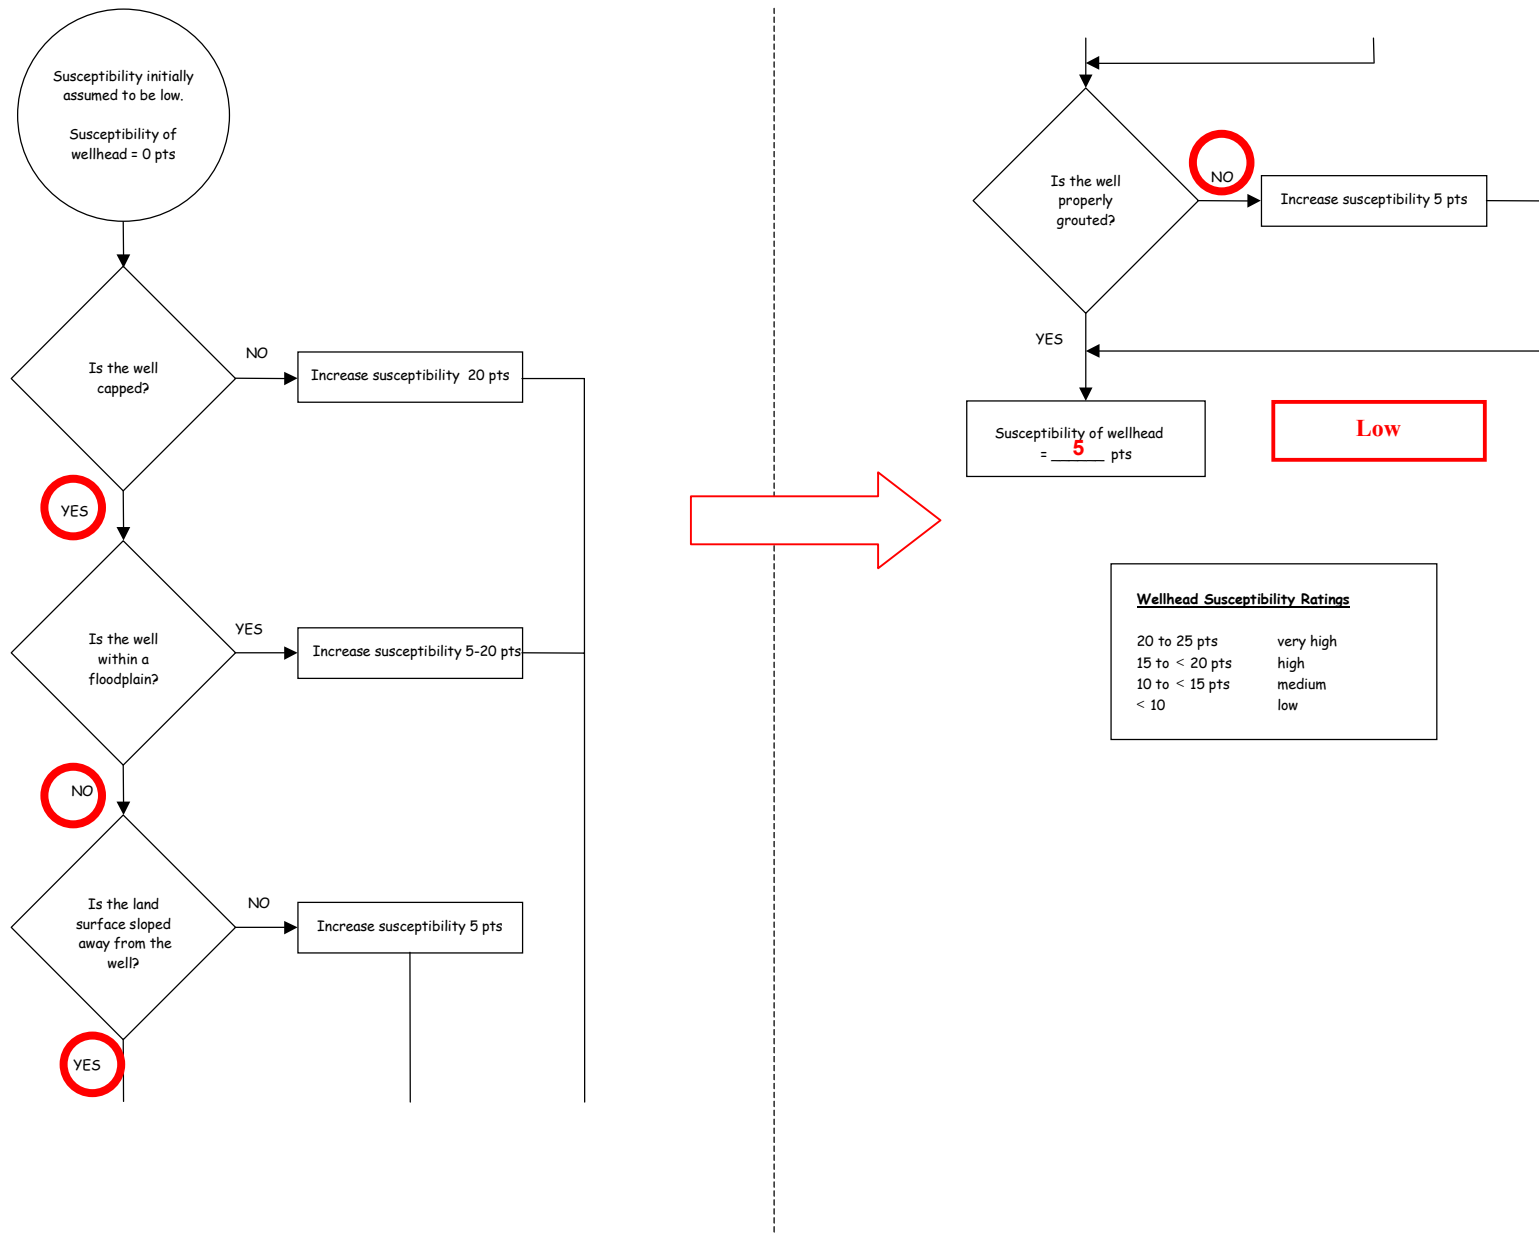 Susceptibility initially
assumed to be low.
Susceptibility of
wellhead = 0 pts
Is the well
capped?
NO
Increase susceptibility 20 pts
YES
Is the well
within a
floodplain?
YES
Increase susceptibility 5-20 pts
NO
Is the land
surface sloped
away from the
well?
NO
Increase susceptibility 5 pts
YES
Is the well
properly
grouted?
NO
Increase susceptibility 5 pts
YES
Susceptibility of wellhead
= __5__ pts
Low
Wellhead Susceptibility Ratings
20 to 25 pts very high
15 to < 20 pts high
10 to < 15 pts medium
< 10 low